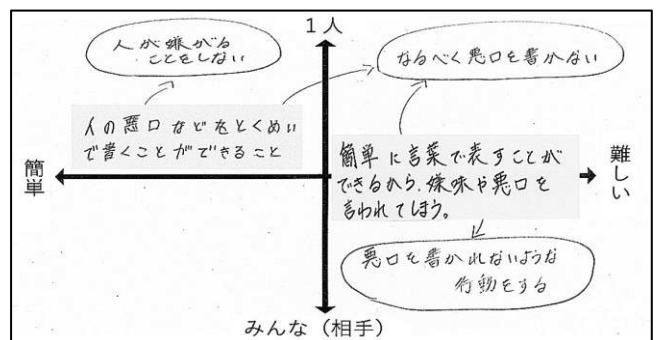 1人
人が嫌がる
ことをしない
なるべく悪口を書かない
人の悪口などをとくめい
で書くことができること
簡単に言葉で表すことが
できるから、嫌味や悪口を
言われてしまう。
簡単
難しい
悪口を書かれないような
行動をする
みんな（相手）